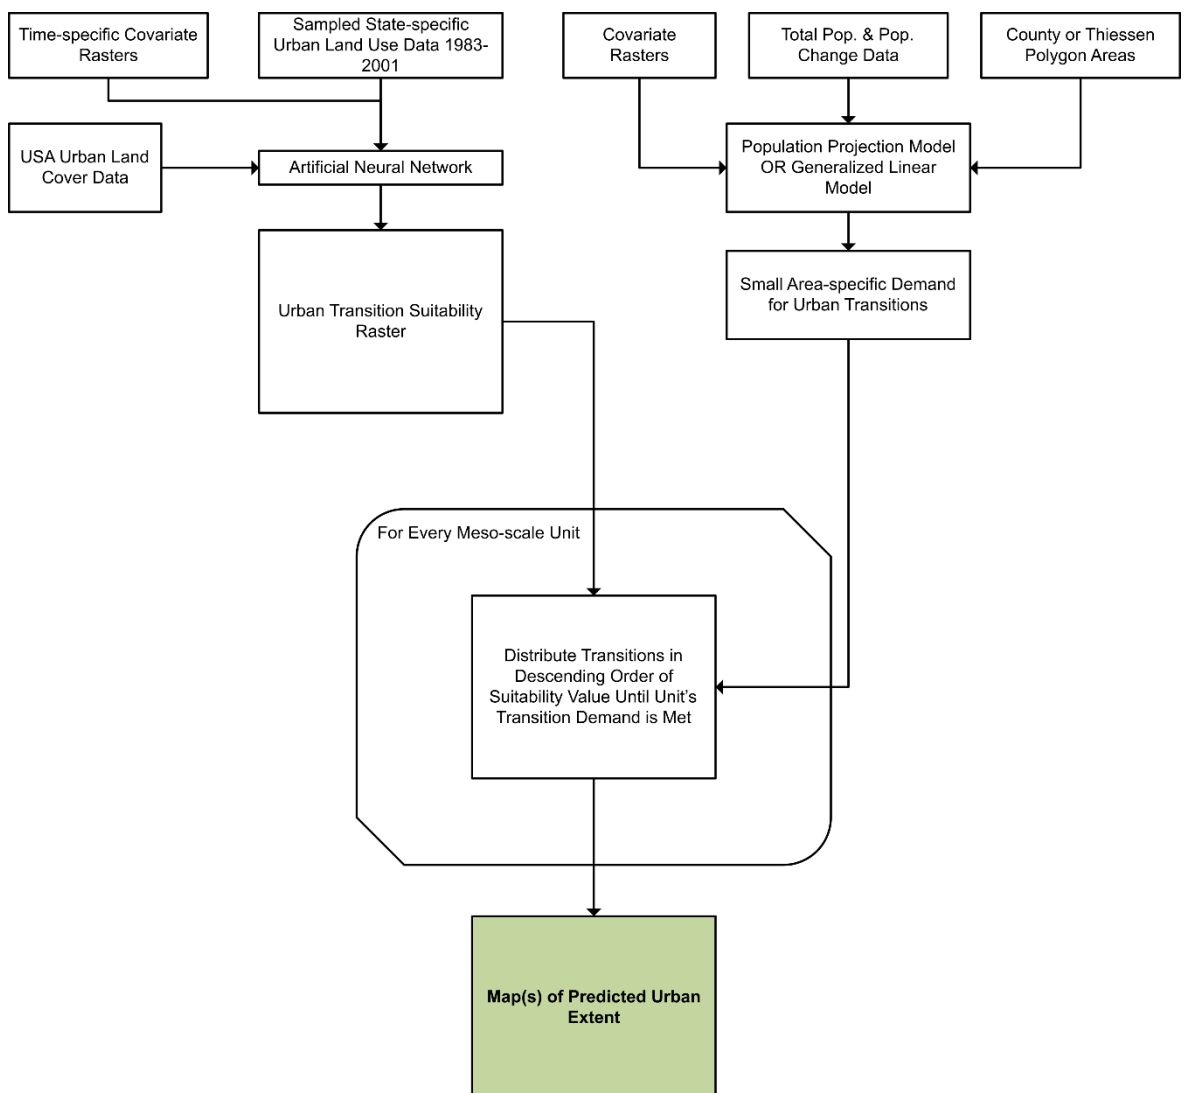 Time-specific Covariate
Rasters
Sampled State-specific
Urban Land Use Data 1983-
2001
Covariate
Rasters
Total Pop. & Pop.
Change Data
County or Thiessen
Polygon Areas
USA Urban Land
Cover Data
Artificial Neural Network
Population Projection Model
OR Generalized Linear
Model
Urban Transition Suitability
Raster
Small Area-specific Demand
for Urban Transitions
For Every Meso-scale Unit
Distribute Transitions in
Descending Order of
Suitability Value Until Unit’s
Transition Demand is Met
Map(s) of Predicted Urban
Extent